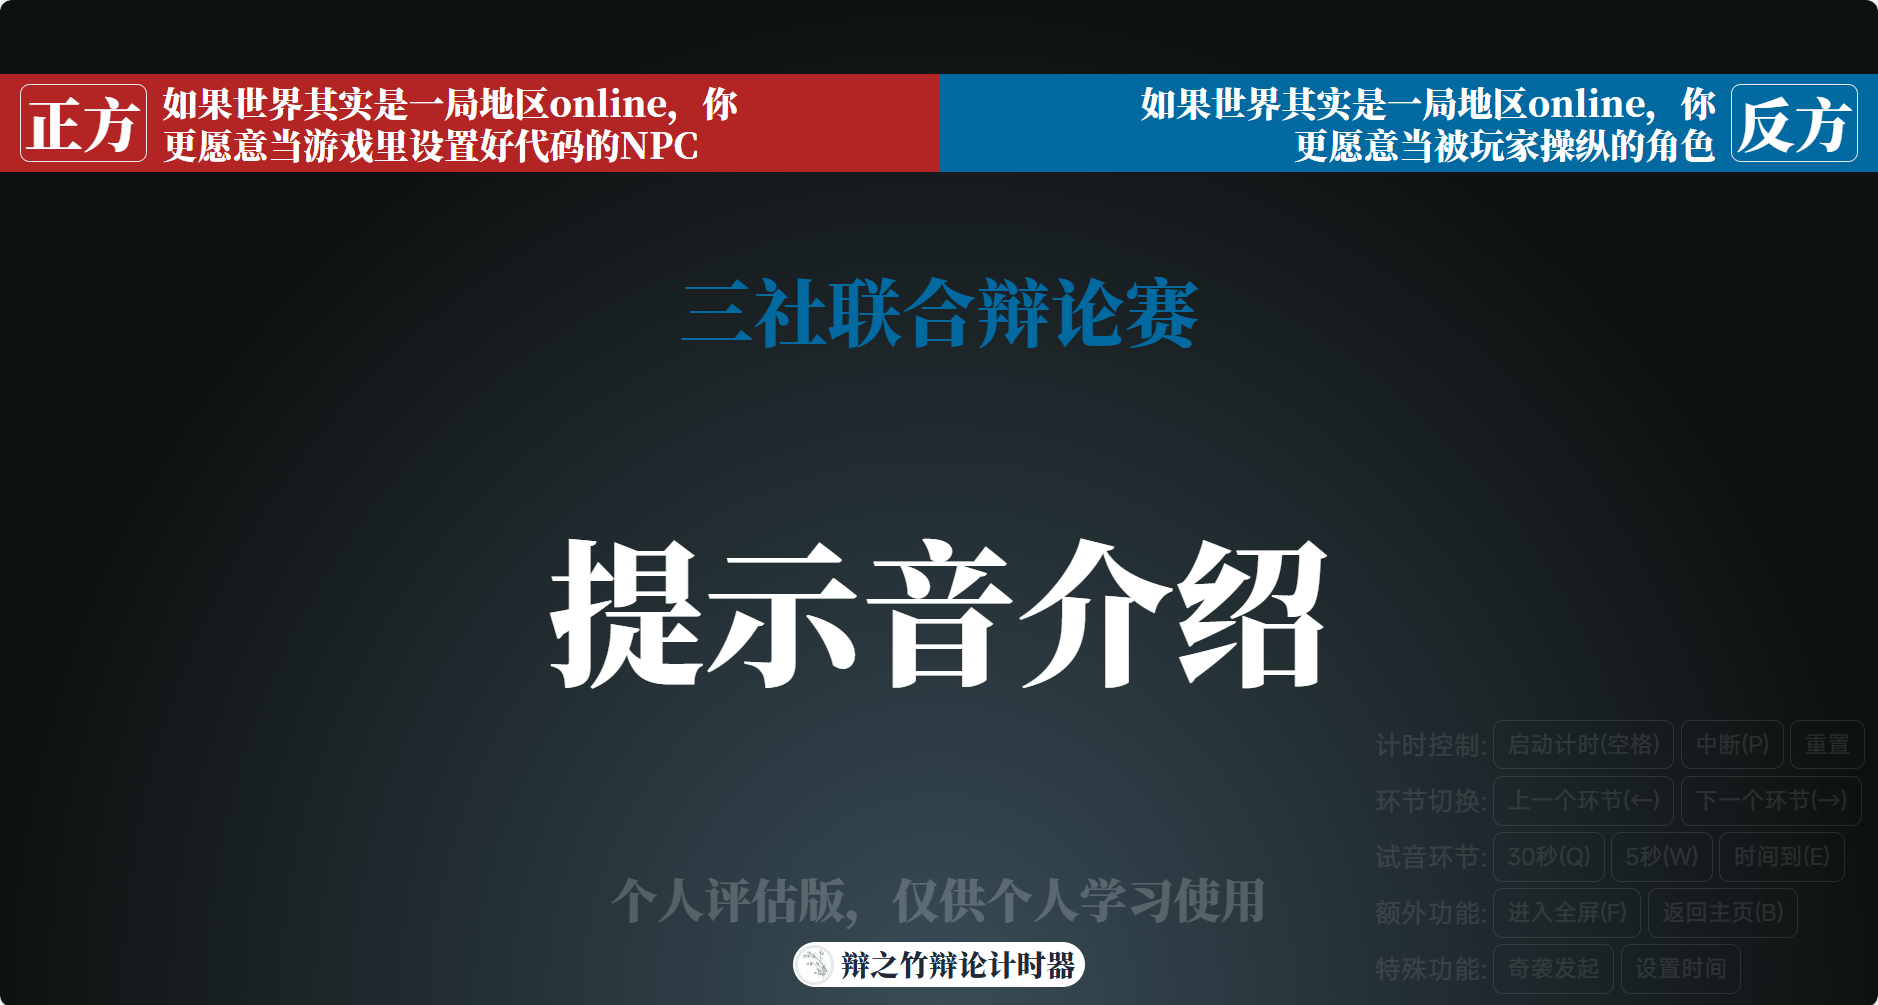 正方
如果世界其实是一局地区online，你
更愿意当游戏里设置好代码的NPC
如果世界其实是一局地区online，你
更愿意当被玩家操纵的角色
反方
三社联合辩论赛
提示音介绍
计时控制: 启动计时(空格) 中断(P) 重置
环节切换: 上一个环节(←) 下一个环节(→)
试音环节: 30秒(Q) 5秒(W) 时间到(E)
额外功能: 进入全屏(F) 返回主页(B)
特殊功能: 奇袭发起 设置时间
个人评估版，仅供个人学习使用
辩之竹辩论计时器